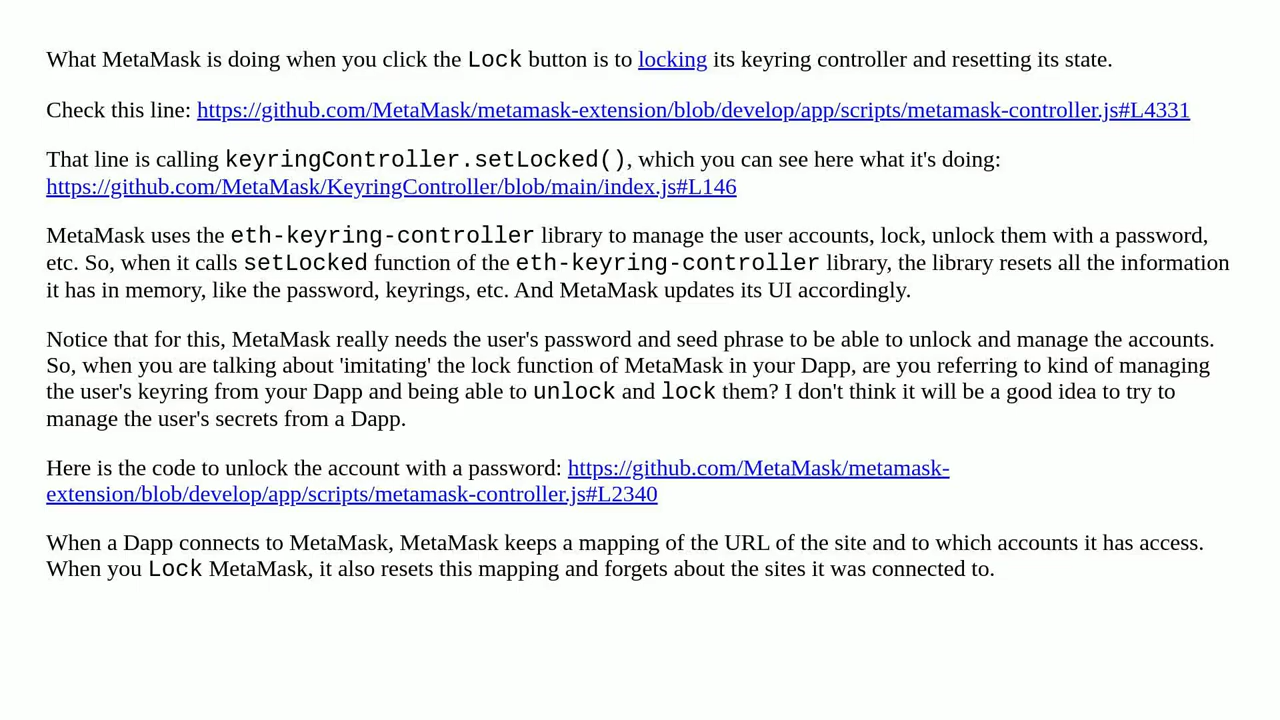 What MetaMask is doing when you click the Lock button is to locking its keyring controller and resetting its state.
Check this line: https://github.com/MetaMask/metamask-extension/blob/develop/app/scripts/metamask-controller.js#L4331
That line is calling keyringController.setLocked(), which you can see here what it's doing:
https://github.com/MetaMask/KeyringController/blob/main/index.js#L146
MetaMask uses the eth-keyring-controller library to manage the user accounts, lock, unlock them with a password,
etc. So, when it calls setLocked function of the eth-keyring-controller library, the library resets all the information
it has in memory, like the password, keyrings, etc. And MetaMask updates its UI accordingly.
Notice that for this, MetaMask really needs the user's password and seed phrase to be able to unlock and manage the accounts.
So, when you are talking about 'imitating' the lock function of MetaMask in your Dapp, are you referring to kind of managing
the user's keyring from your Dapp and being able to unlock and lock them? I don't think it will be a good idea to try to
manage the user's secrets from a Dapp.
Here is the code to unlock the account with a password: https://github.com/MetaMask/metamask-
extension/blob/develop/app/scripts/metamask-controller.js#L2340
When a Dapp connects to MetaMask, MetaMask keeps a mapping of the URL of the site and to which accounts it has access.
When you Lock MetaMask, it also resets this mapping and forgets about the sites it was connected to.